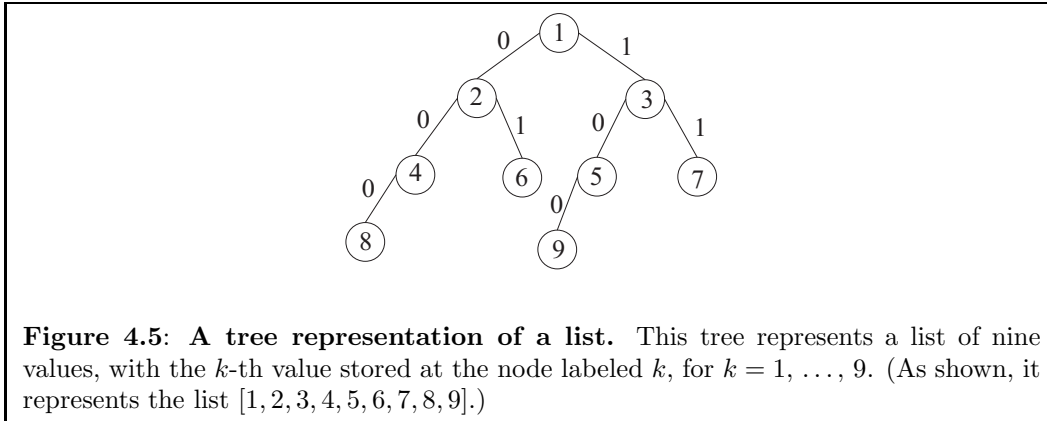 1
0 1
2 3
0 1 0 1
4 6 5 7
0 0
8 9
Figure 4.5: A tree representation of a list. This tree represents a list of nine
values, with the k-th value stored at the node labeled k, for k = 1, ..., 9. (As shown, it
represents the list [1, 2, 3, 4, 5, 6, 7, 8, 9].)